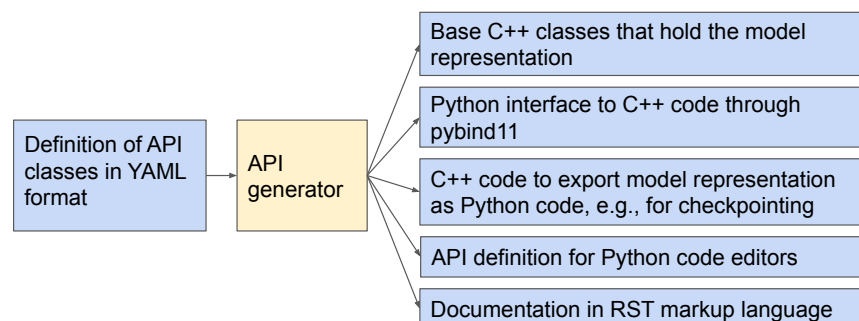 Definition of API
classes in YAML
format
API
generator
Base C++ classes that hold the model
representation
Python interface to C++ code through
pybind11
C++ code to export model representation
as Python code, e.g., for checkpointing
API definition for Python code editors
Documentation in RST markup language